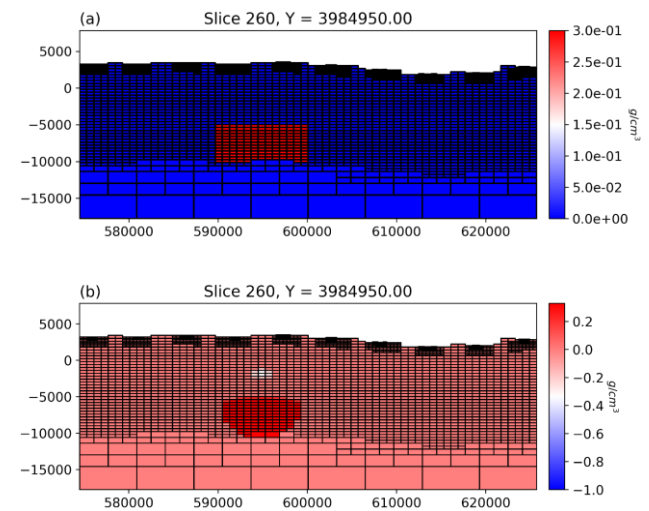 (a) Slice 260, Y = 3984950.00
5000
0
−5000
−10000
−15000
580000 590000 600000 610000 620000
3.0e-01
2.5e-01
2.0e-01
1.5e-01
1.0e-01
5.0e-02
0.0e+00
g/cm³
(b) Slice 260, Y = 3984950.00
5000
0
−5000
−10000
−15000
580000 590000 600000 610000 620000
0.2
0.0
−0.2
−0.4
−0.6
−0.8
−1.0
g/cm³